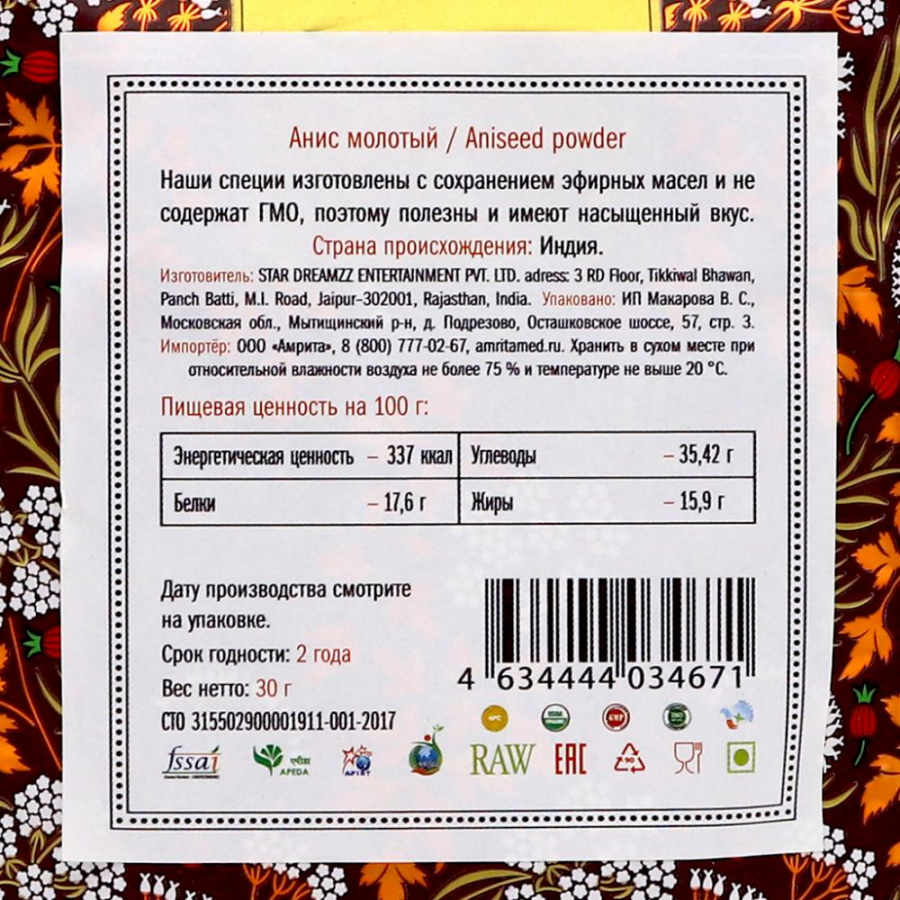 Анис молотый / Aniseed powder
Наши специи изготовлены с сохранением эфирных масел и не
содержат ГМО, поэтому полезны и имеют насыщенный вкус.
Страна происхождения: Индия.
Изготовитель: STAR DREAMZZ ENTERTAINMENT PVT. LTD. adress: 3 RD Floor, Tikkiwal Bhawan,
Panch Batti, M.I. Road, Jaipur-302001, Rajasthan, India. Упаковано: ИП Макарова В. С.,
Московская обл., Мытищинский р-н, д. Подрезово, Осташковское шоссе, 57, стр. 3.
Импортёр: ООО «Амрита», 8 (800) 777-02-67, amritamed.ru. Хранить в сухом месте при
относительной влажности воздуха не более 75 % и температуре не выше 20 °С.
Пищевая ценность на 100 г:
Энергетическая ценность – 337 ккал Углеводы – 35,42 г
Белки – 17,6 г Жиры – 15,9 г
Дату производства смотрите
на упаковке.
Срок годности: 2 года
Вес нетто: 30 г
СТО 315502900001911-001-2017
4 634444 034671
fssai APEDA RAW EAC